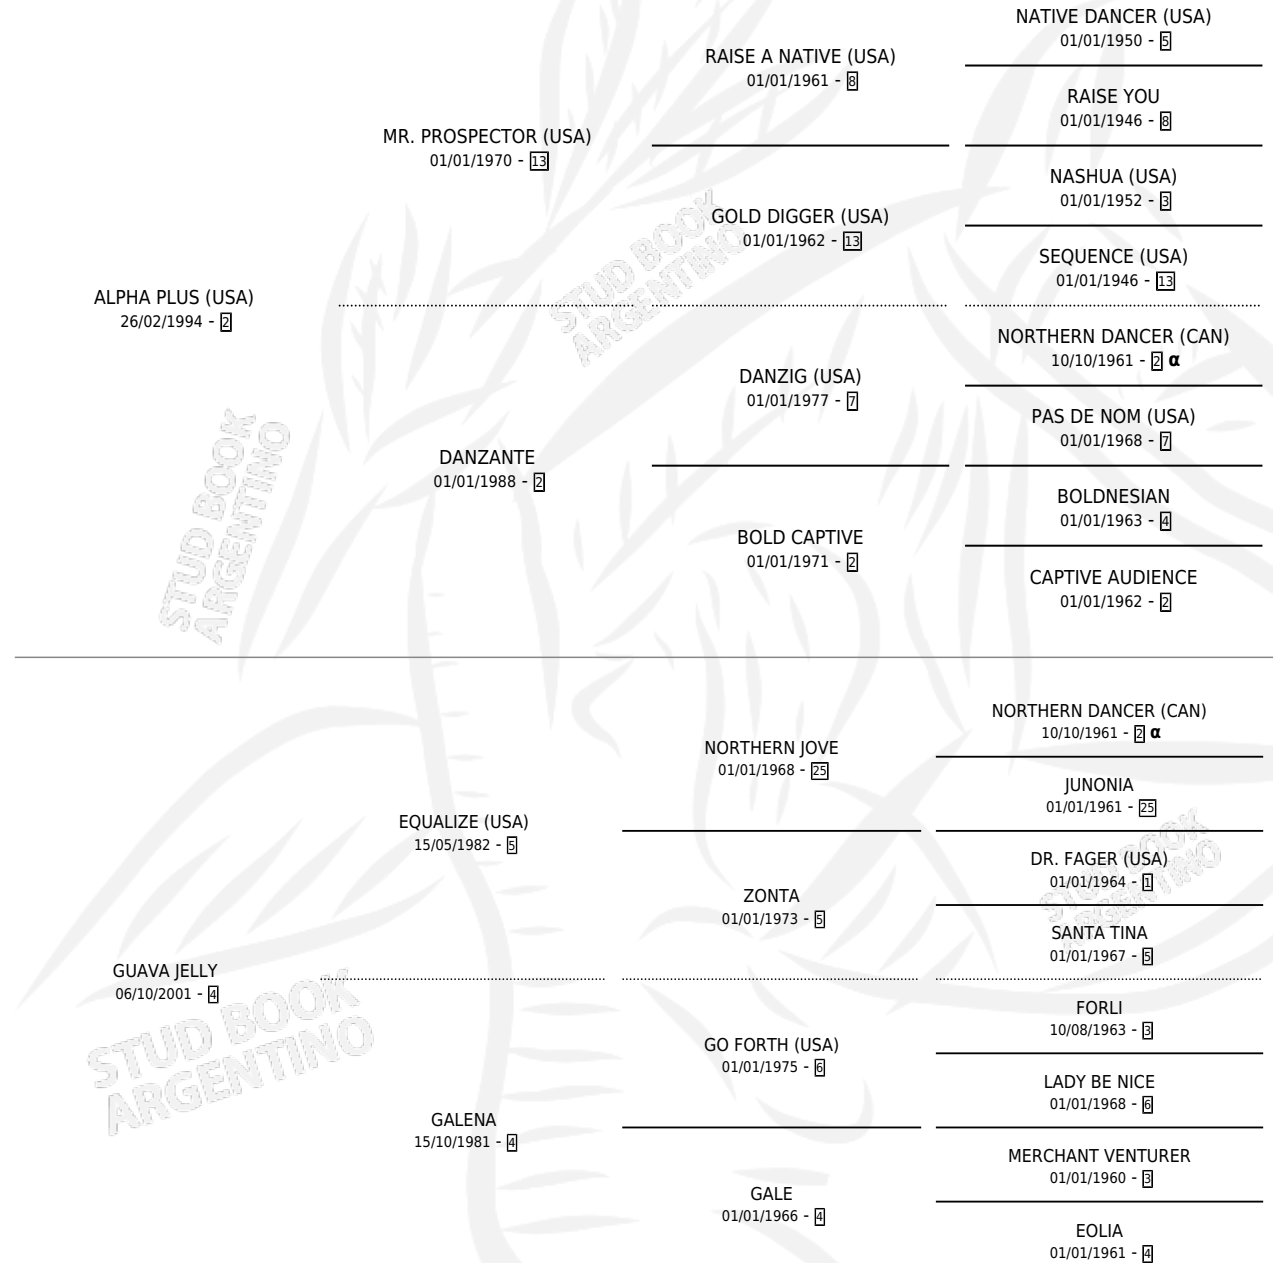 NATIVE DANCER (USA)
01/01/1950 - 5
RAISE A NATIVE (USA)
01/01/1961 - 8
RAISE YOU
01/01/1946 - 8
MR. PROSPECTOR (USA)
01/01/1970 - 13
NASHUA (USA)
01/01/1952 - 3
GOLD DIGGER (USA)
01/01/1962 - 13
SEQUENCE (USA)
01/01/1946 - 13
ALPHA PLUS (USA)
26/02/1994 - 2
NORTHERN DANCER (CAN)
10/10/1961 - 2 α
DANZIG (USA)
01/01/1977 - 7
PAS DE NOM (USA)
01/01/1968 - 7
DANZANTE
01/01/1988 - 2
BOLDNESIAN
01/01/1963 - 4
BOLD CAPTIVE
01/01/1971 - 2
CAPTIVE AUDIENCE
01/01/1962 - 2
NORTHERN DANCER (CAN)
10/10/1961 - 2 α
NORTHERN JOVE
01/01/1968 - 25
JUNONIA
01/01/1961 - 25
EQUALIZE (USA)
15/05/1982 - 5
DR. FAGER (USA)
01/01/1964 - 1
ZONTA
01/01/1973 - 5
SANTA TINA
01/01/1967 - 5
GUAVA JELLY
06/10/2001 - 4
FORLI
10/08/1963 - 3
GO FORTH (USA)
01/01/1975 - 6
LADY BE NICE
01/01/1968 - 6
GALENA
15/10/1981 - 4
MERCHANT VENTURER
01/01/1960 - 3
GALE
01/01/1966 - 4
EOLIA
01/01/1961 - 4
STUD BOOK
ARGENTINO
STUD BOOK
ARGENTINO
STUD BOOK
ARGENTINO
STUD BOOK
ARGENTINO